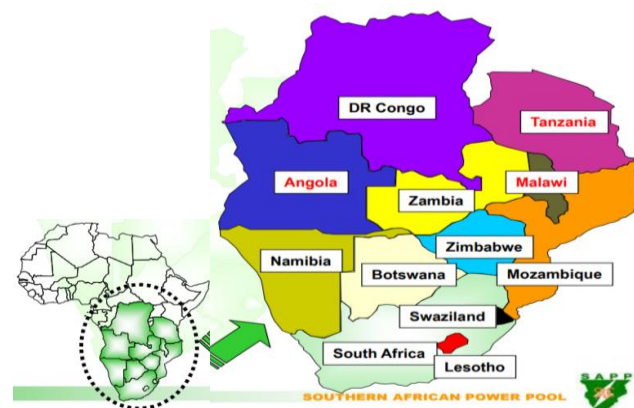 DR Congo
Tanzania
Angola
Malawi
Zambia
Zimbabwe
Namibia
Botswana
Mozambique
Swaziland
South Africa
Lesotho
SAPP
SOUTHERN AFRICAN POWER POOL